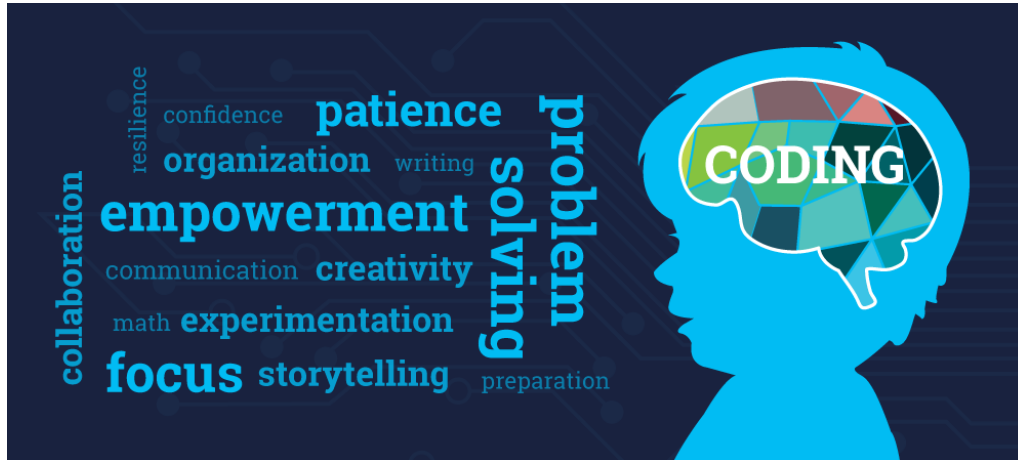 resilience
confidence
patience
organization
writing
problem
solving
collaboration
empowerment
communication
creativity
math
experimentation
focus
storytelling
preparation
CODING